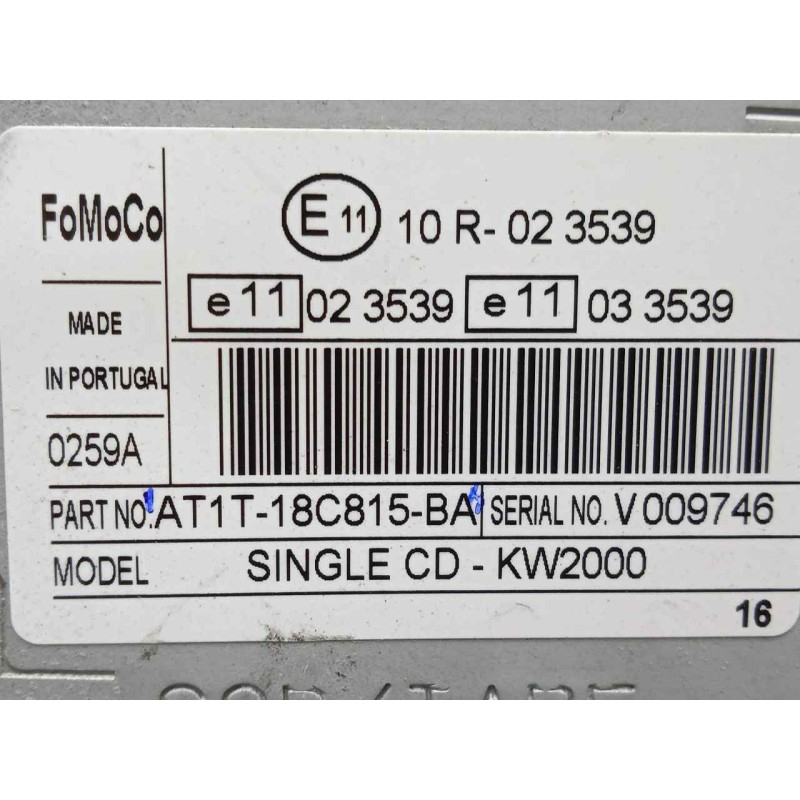 FoMoCo
E 11 10 R- 02 3539
e 11 02 3539 e 11 03 3539
MADE
IN PORTUGAL
0259A
PART NO: AT1T-18C815-BA SERIAL NO. V 009746
MODEL SINGLE CD - KW2000
16